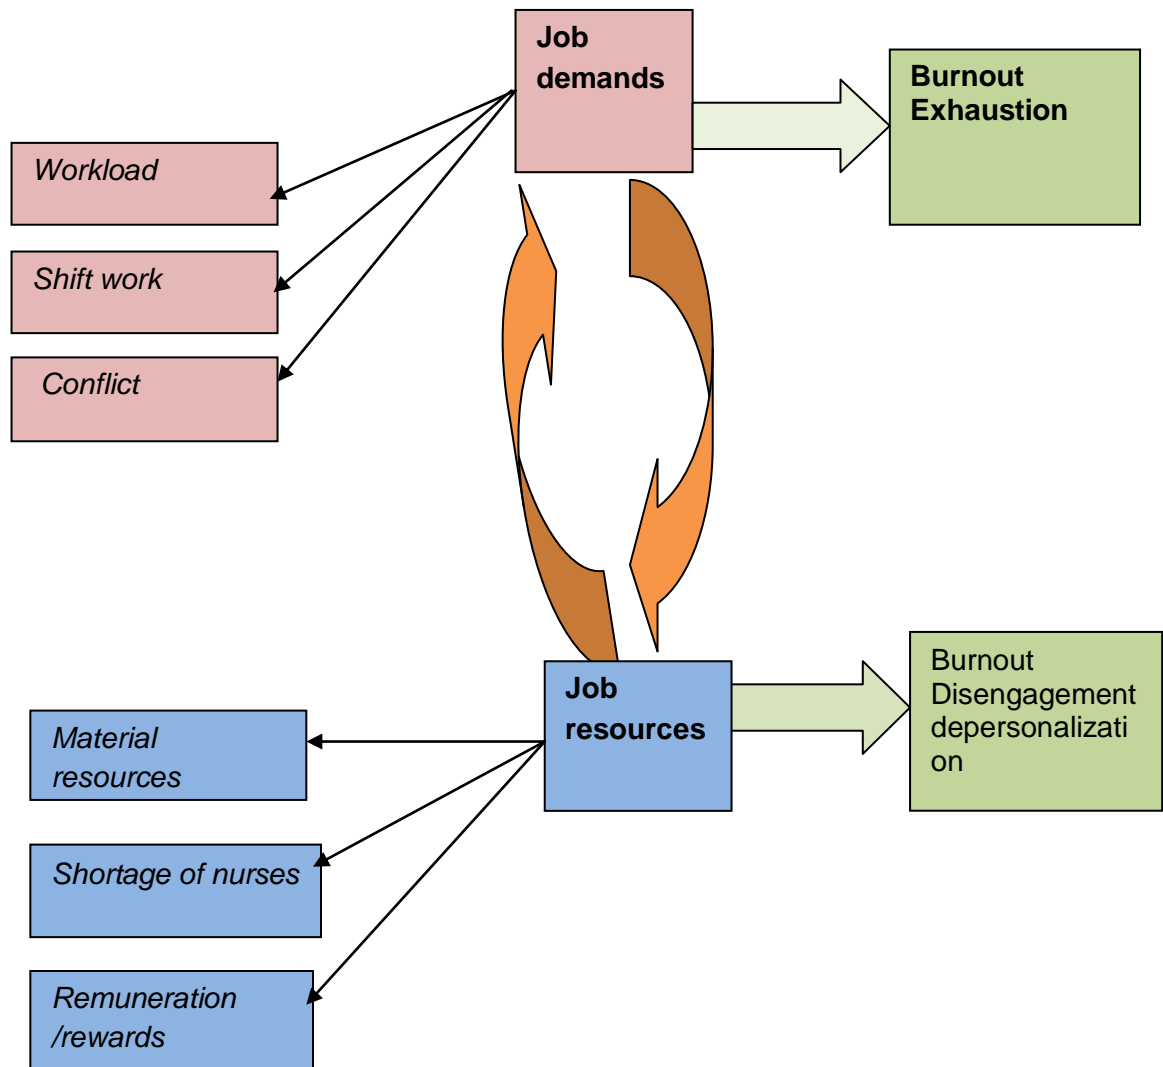 Job
demands
Burnout
Exhaustion
Workload
Shift work
Conflict
Job
resources
Burnout
Disengagement
depersonalizati
on
Material
resources
Shortage of nurses
Remuneration
/rewards